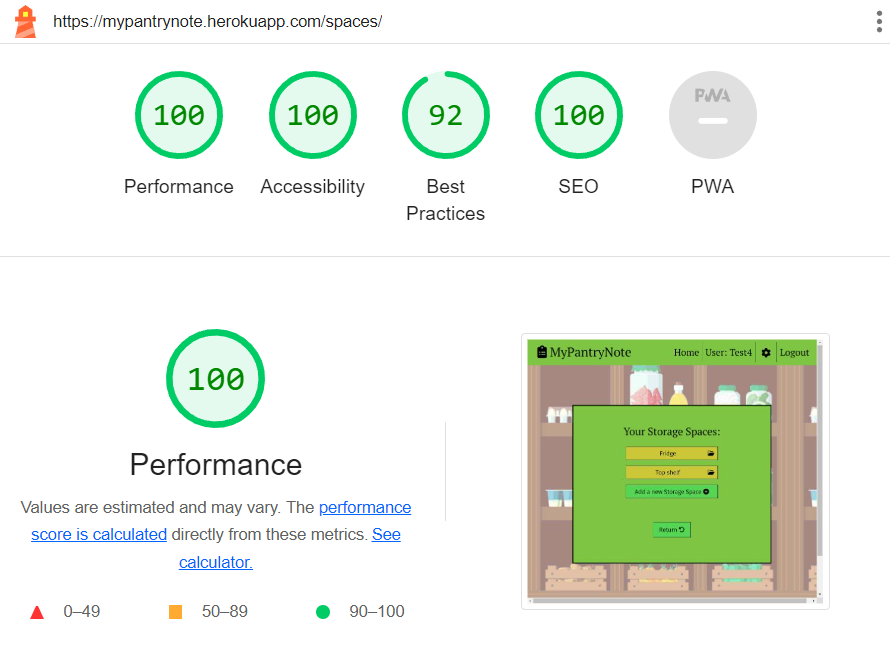 https://mypantrynote.herokuapp.com/spaces/
100
100
92
100
PWA
Performance
Accessibility
Best
Practices
SEO
PWA
100
Performance
Values are estimated and may vary. The performance
score is calculated directly from these metrics. See
calculator.
0–49
50–89
90–100
MyPantryNote
Home
User: Test4
Logout
Your Storage Spaces:
Fridge
Top shelf
Add a new Storage Space
Return